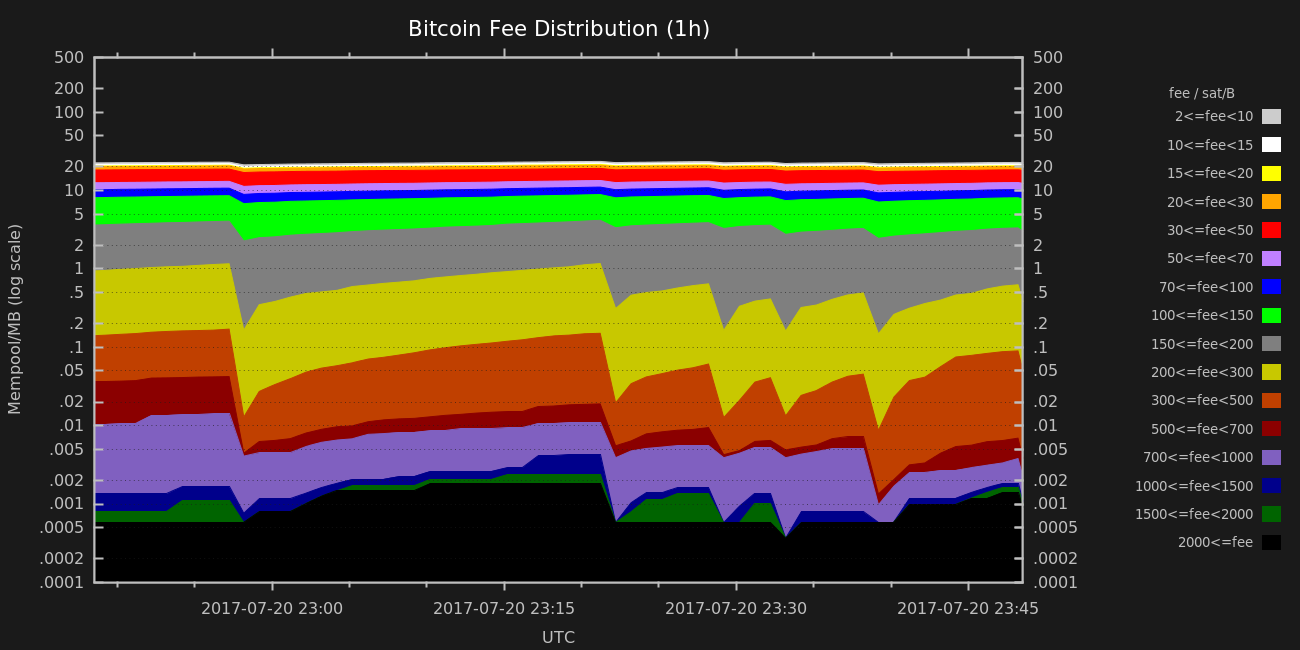 Bitcoin Fee Distribution (1h)
Mempool/MB (log scale)
500
200
100
50
20
10
5
2
1
.5
.2
.1
.05
.02
.01
.005
.002
.001
.0005
.0002
.0001
500
200
100
50
20
10
5
2
1
.5
.2
.1
.05
.02
.01
.005
.002
.001
.0005
.0002
.0001
2017-07-20 23:00 2017-07-20 23:15 2017-07-20 23:30 2017-07-20 23:45
UTC
fee / sat/B
2<=fee<10
10<=fee<15
15<=fee<20
20<=fee<30
30<=fee<50
50<=fee<70
70<=fee<100
100<=fee<150
150<=fee<200
200<=fee<300
300<=fee<500
500<=fee<700
700<=fee<1000
1000<=fee<1500
1500<=fee<2000
2000<=fee